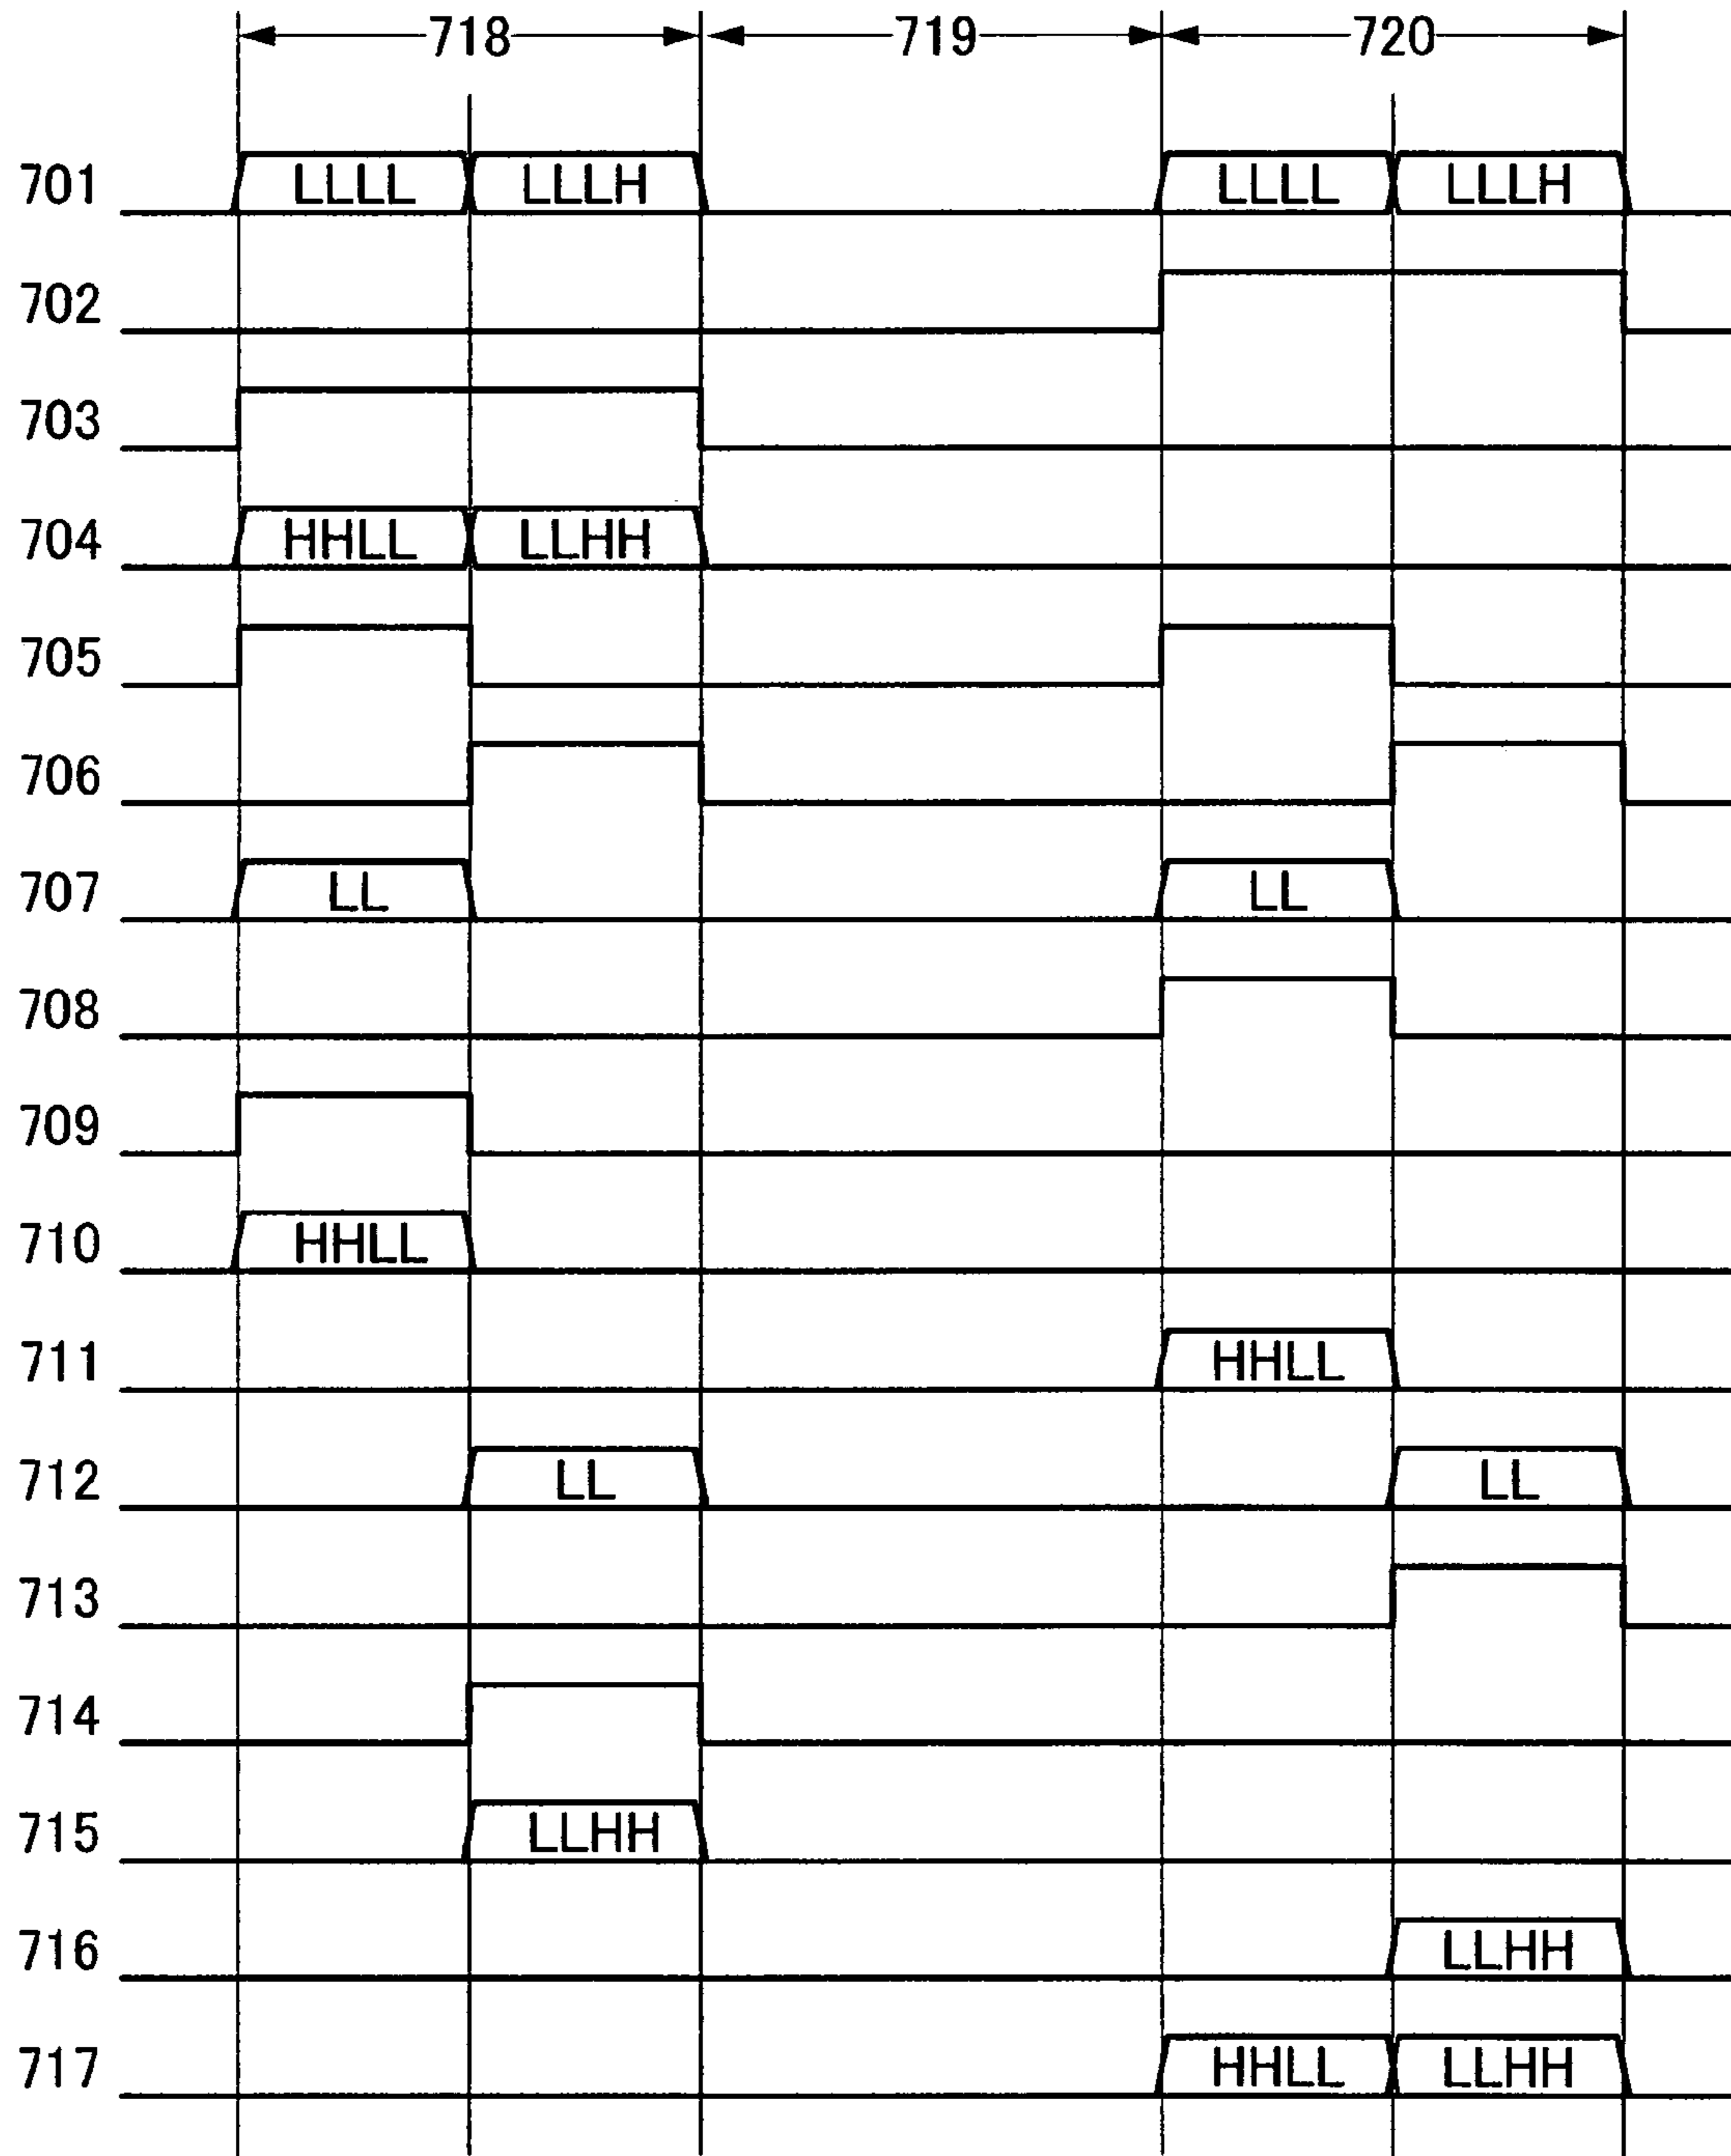 718 719 720
701 LLLL LLLH LLLL LLLH
702
703
704 HHLL LLHH
705
706
707 LL LL
708
709
710 HHLL
711 HHLL
712 LL LL
713
714
715 LLHH
716 LLHH
717 HHLL LLHH